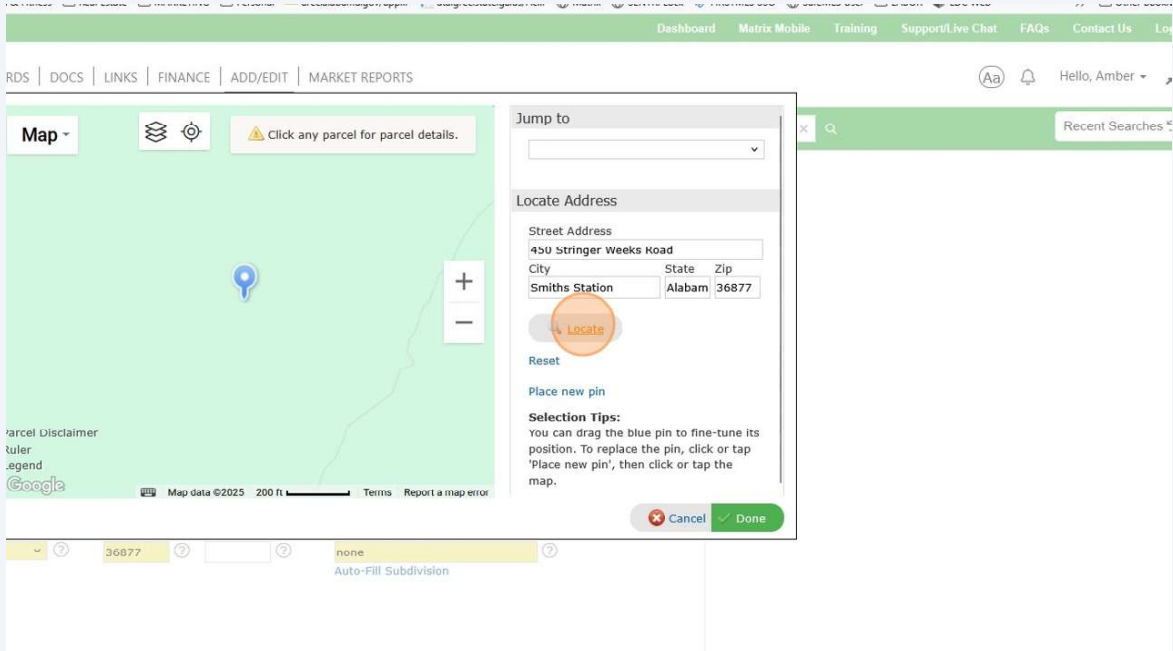 Dashboard Matrix Mobile Training Support/Live Chat FAQs Contact Us
RDS | DOCS | LINKS | FINANCE | ADD/EDIT | MARKET REPORTS Aa Hello, Amber
Map
Click any parcel for parcel details.
Jump to
Recent Searches
Locate Address
Street Address
450 Stringer Weeks Road
City State Zip
Smiths Station Alabam 36877
+
−
Locate
Reset
Place new pin
Selection Tips:
You can drag the blue pin to fine-tune its
position. To replace the pin, click or tap
'Place new pin', then click or tap the
map.
Parcel Disclaimer
Ruler
Legend
Google
Map data ©2025 200 ft Terms Report a map error
Cancel Done
36877 none
Auto-Fill Subdivision